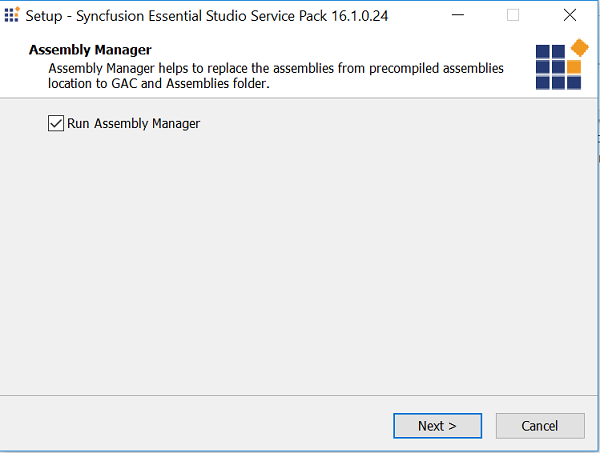 Setup - Syncfusion Essential Studio Service Pack 16.1.0.24
Assembly Manager
Assembly Manager helps to replace the assemblies from precompiled assemblies
location to GAC and Assemblies folder.
Run Assembly Manager
Next >
Cancel